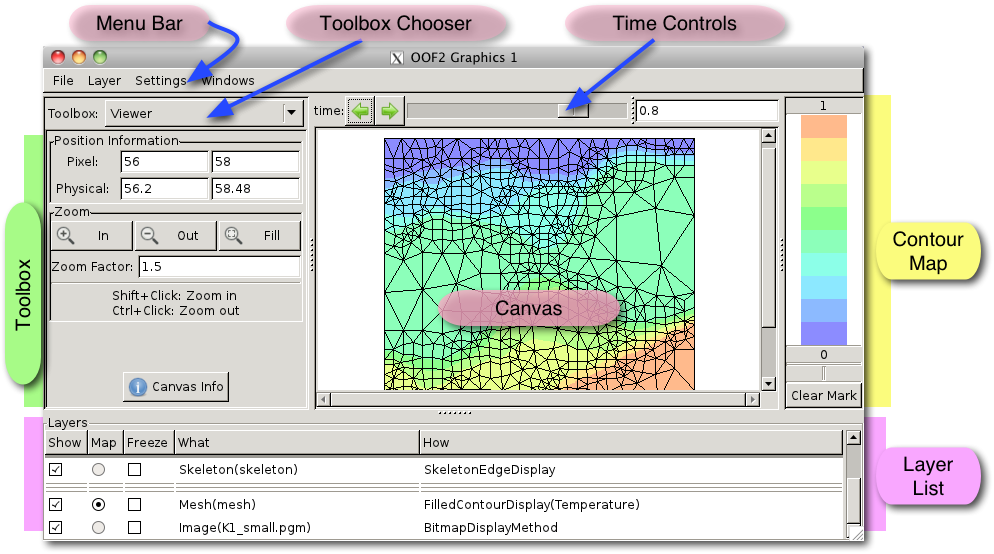 Menu Bar
Toolbox Chooser
Time Controls
X OOF2 Graphics 1
File Layer Settings Windows
Toolbox: Viewer
time: 0.8
1
Position Information
Pixel: 56 58
Physical: 56.2 58.48
Zoom
In Out Fill
Zoom Factor: 1.5
Shift+Click: Zoom in
Ctrl+Click: Zoom out
Canvas Info
Toolbox
Canvas
Contour
Map
0
Clear Mark
Layers
Show Map Freeze What How
Skeleton(skeleton) SkeletonEdgeDisplay
Mesh(mesh) FilledContourDisplay(Temperature)
Image(K1_small.pgm) BitmapDisplayMethod
Layer
List